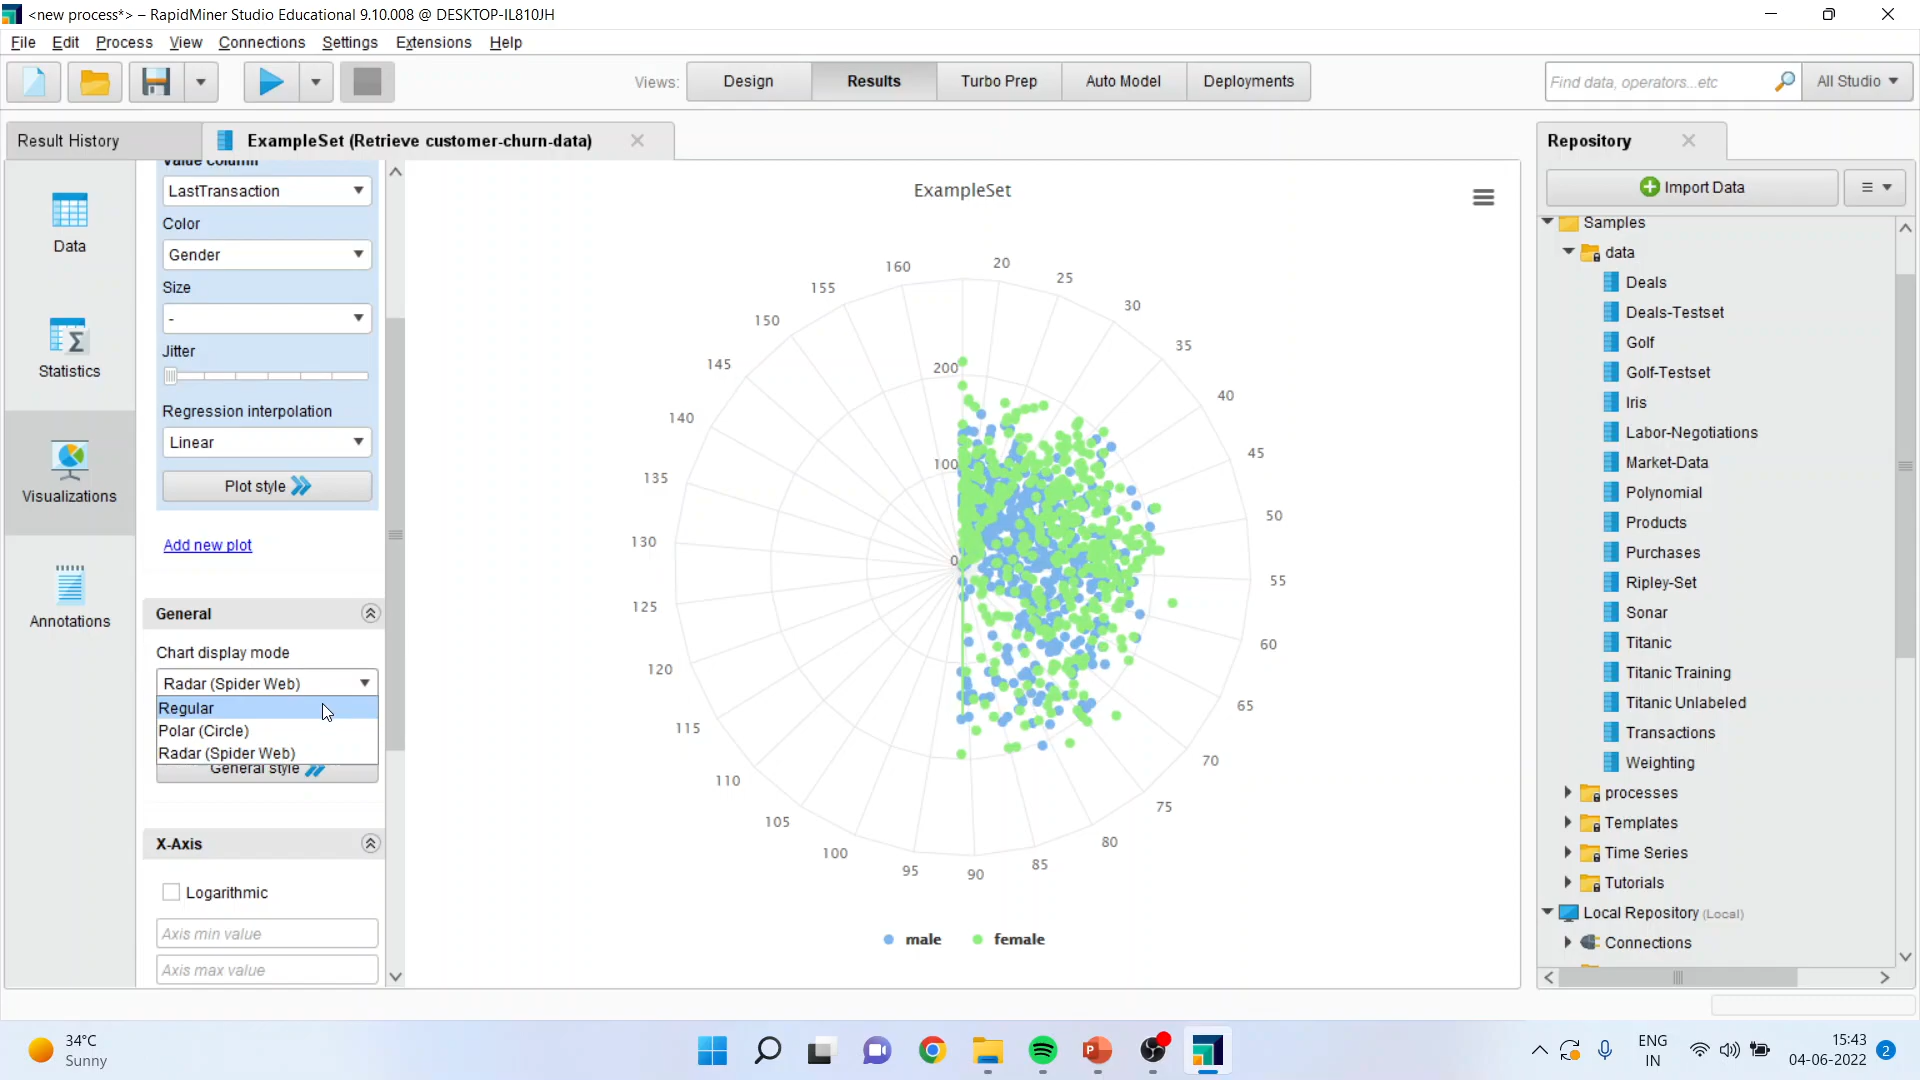 <new process*> – RapidMiner Studio Educational 9.10.008 @ DESKTOP-IL810JH
File Edit Process View Connections Settings Extensions Help
Views: Design Results Turbo Prep Auto Model Deployments
Find data, operators...etc
All Studio
Result History
ExampleSet (Retrieve customer-churn-data)
Repository
Import Data
Data
Statistics
Visualizations
Annotations
Value column
LastTransaction
Color
Gender
Size
-
Jitter
Regression interpolation
Linear
Plot style
Add new plot
General
Chart display mode
Radar (Spider Web)
Regular
Polar (Circle)
Radar (Spider Web)
General style
X-Axis
Logarithmic
Axis min value
Axis max value
ExampleSet
20
25
30
35
40
45
50
55
60
65
70
75
80
85
90
95
100
105
110
115
120
125
130
135
140
145
150
155
160
200
100
0
male female
Samples
data
Deals
Deals-Testset
Golf
Golf-Testset
Iris
Labor-Negotiations
Market-Data
Polynomial
Products
Purchases
Ripley-Set
Sonar
Titanic
Titanic Training
Titanic Unlabeled
Transactions
Weighting
processes
Templates
Time Series
Tutorials
Local Repository (Local)
Connections
34°C
Sunny
ENG
IN
15:43
04-06-2022
2